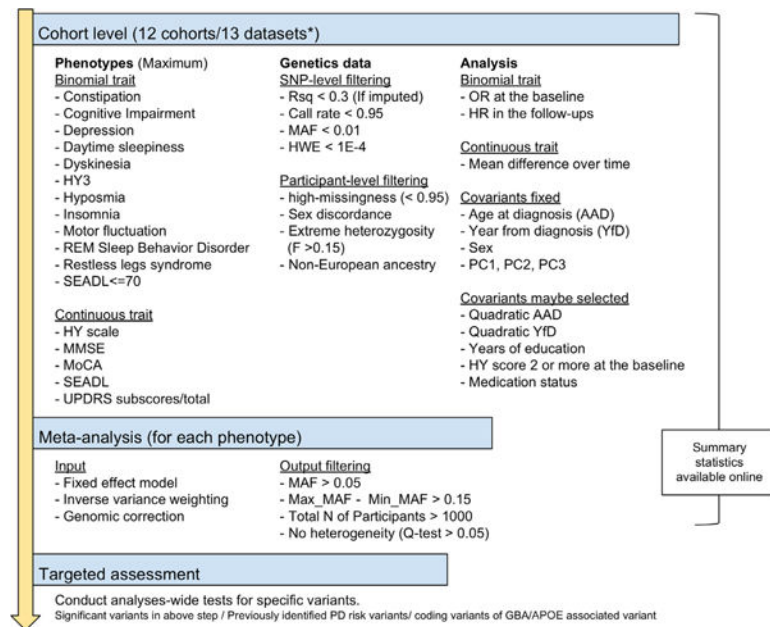 Cohort level (12 cohorts/13 datasets*)
Phenotypes (Maximum)
Binomial trait
- Constipation
- Cognitive Impairment
- Depression
- Daytime sleepiness
- Dyskinesia
- HY3
- Hyposmia
- Insomnia
- Motor fluctuation
- REM Sleep Behavior Disorder
- Restless legs syndrome
- SEADL<=70
Continuous trait
- HY scale
- MMSE
- MoCA
- SEADL
- UPDRS subscores/total
Genetics data
SNP-level filtering
- Rsq < 0.3 (If imputed)
- Call rate < 0.95
- MAF < 0.01
- HWE < 1E-4
Participant-level filtering
- high-missingness (< 0.95)
- Sex discordance
- Extreme heterozygosity
(F >0.15)
- Non-European ancestry
Analysis
Binomial trait
- OR at the baseline
- HR in the follow-ups
Continuous trait
- Mean difference over time
Covariants fixed
- Age at diagnosis (AAD)
- Year from diagnosis (YfD)
- Sex
- PC1, PC2, PC3
Covariants maybe selected
- Quadratic AAD
- Quadratic YfD
- Years of education
- HY score 2 or more at the baseline
- Medication status
Meta-analysis (for each phenotype)
Input
- Fixed effect model
- Inverse variance weighting
- Genomic correction
Output filtering
- MAF > 0.05
- Max_MAF - Min_MAF > 0.15
- Total N of Participants > 1000
- No heterogeneity (Q-test > 0.05)
Summary
statistics
available online
Targeted assessment
Conduct analyses-wide tests for specific variants.
Significant variants in above step / Previously identified PD risk variants/ coding variants of GBA/APOE associated variant